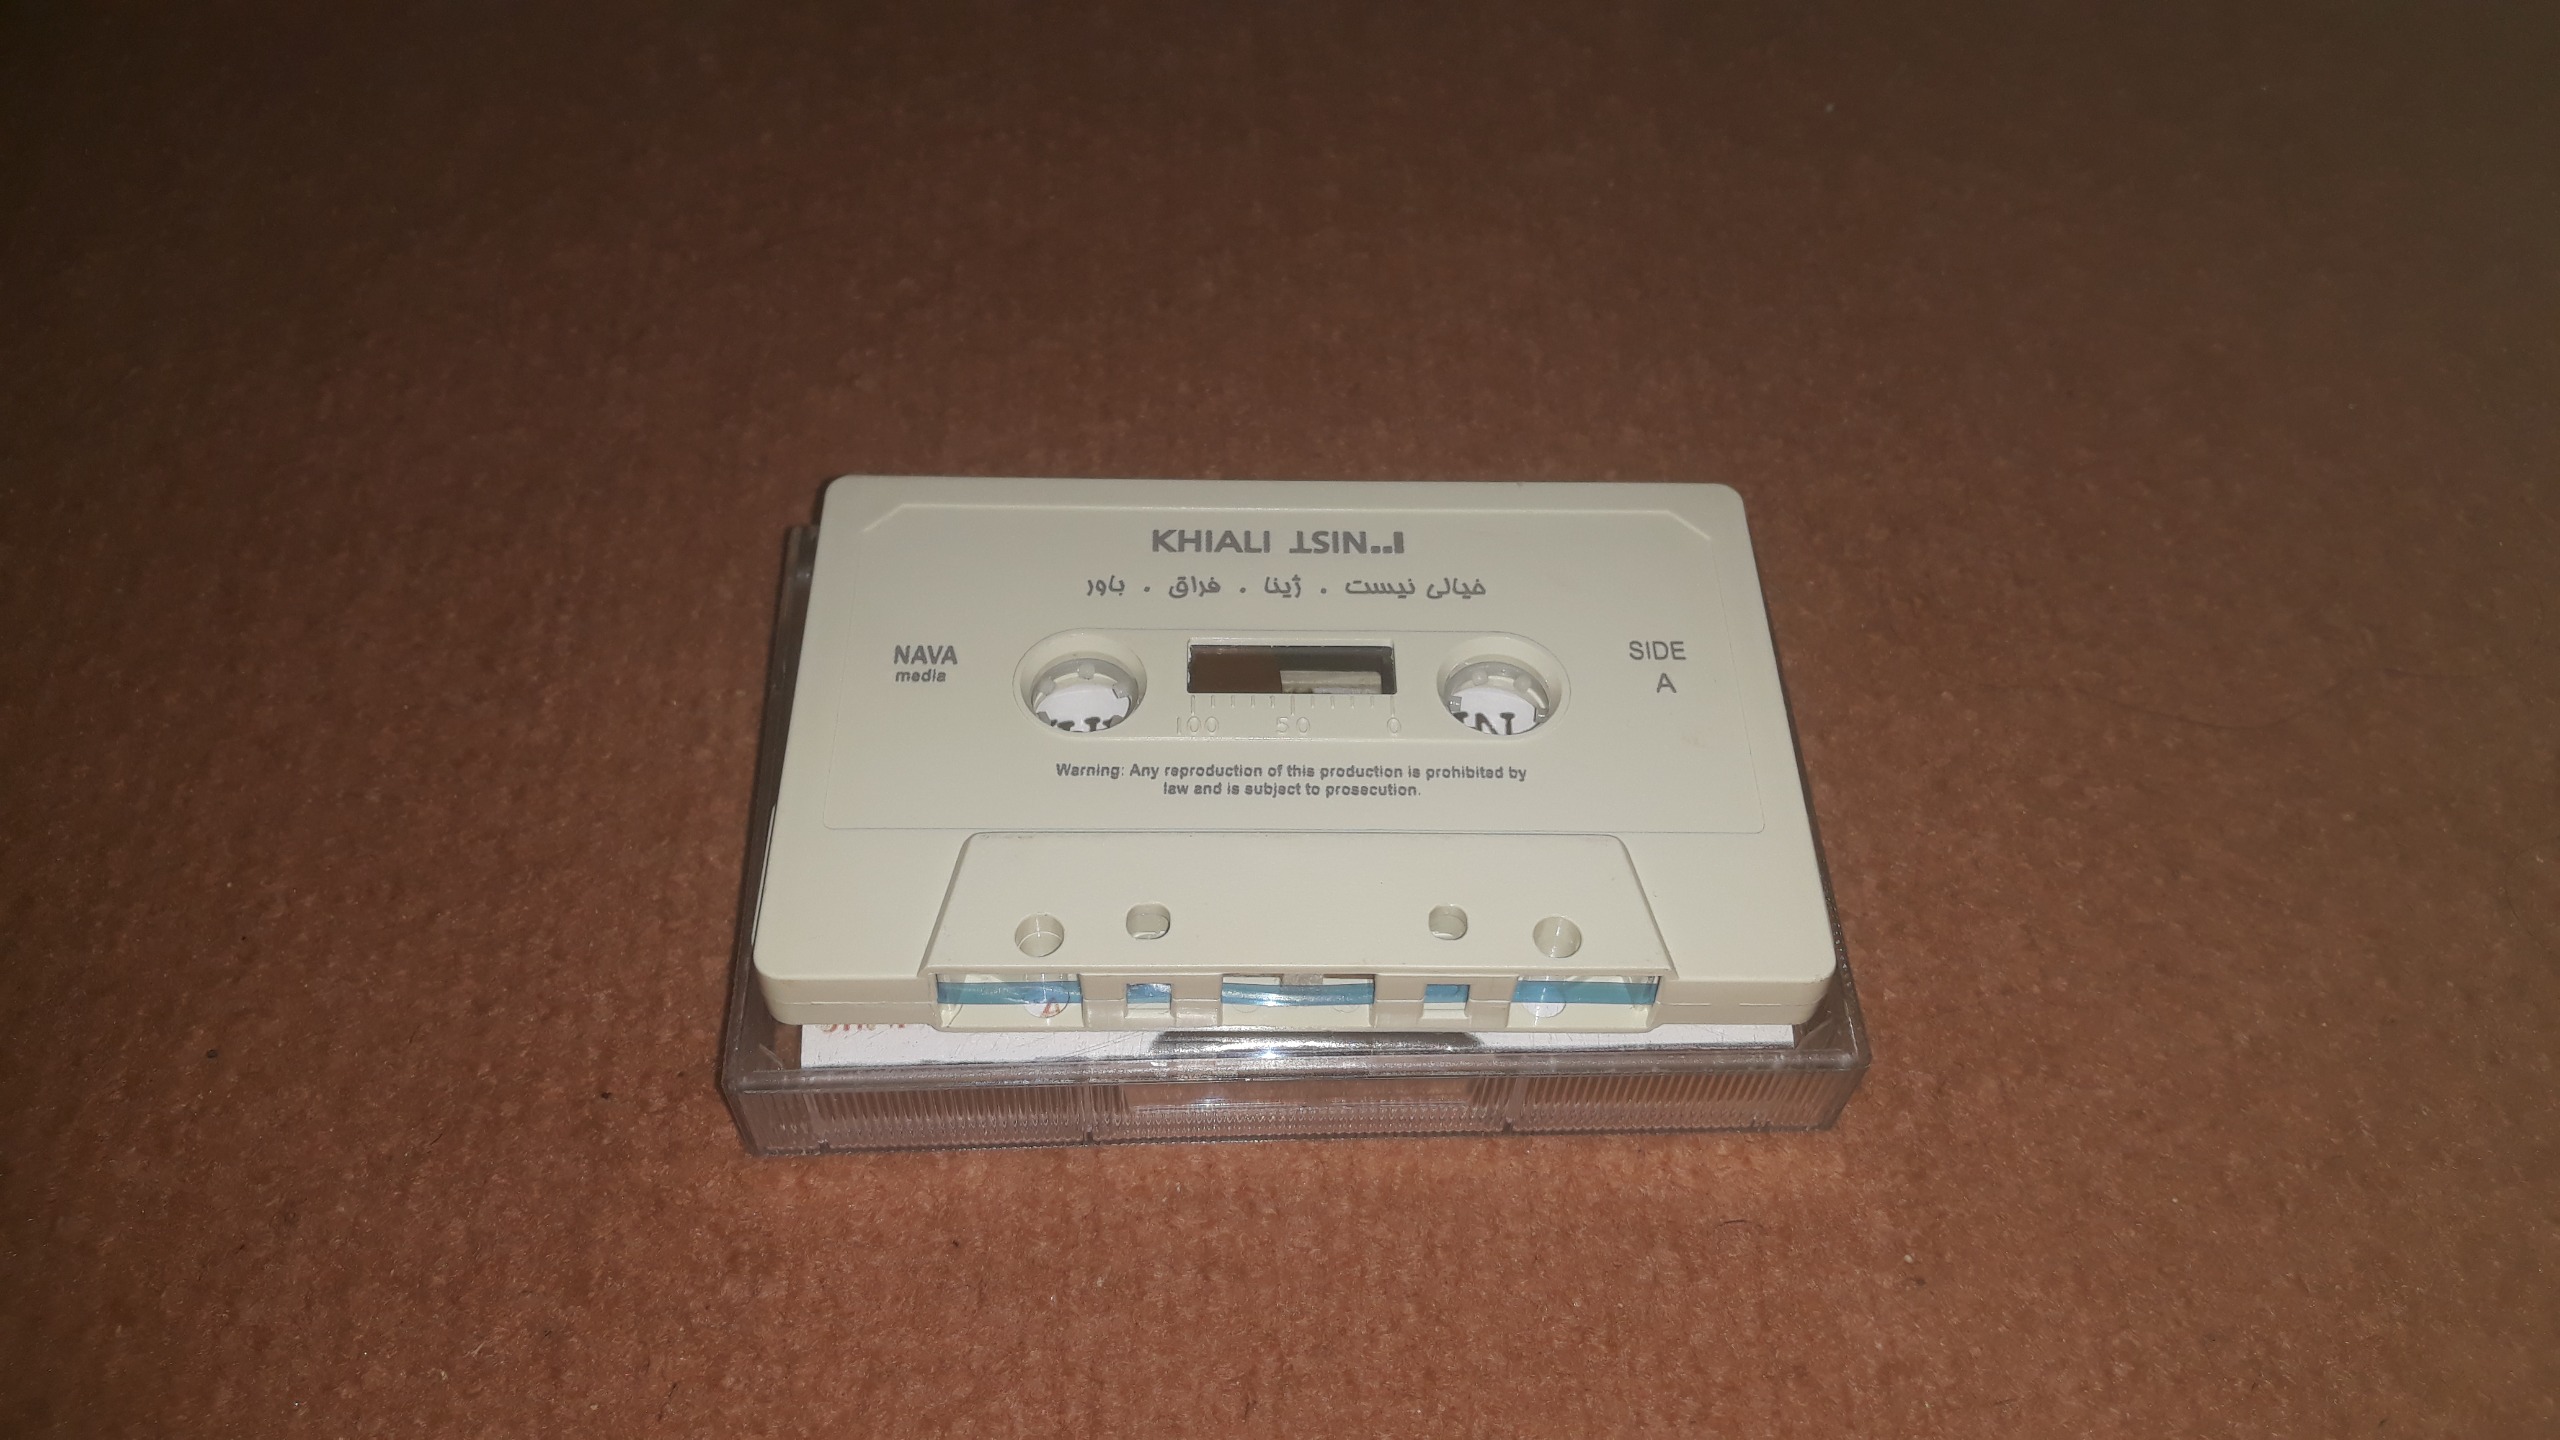 KHIALI TSIN..!
خیالی نیست . ژینا . فراق . باور
NAVA
media
SIDE
A
100 50 0
Warning: Any reproduction of this production is prohibited by
law and is subject to prosecution.